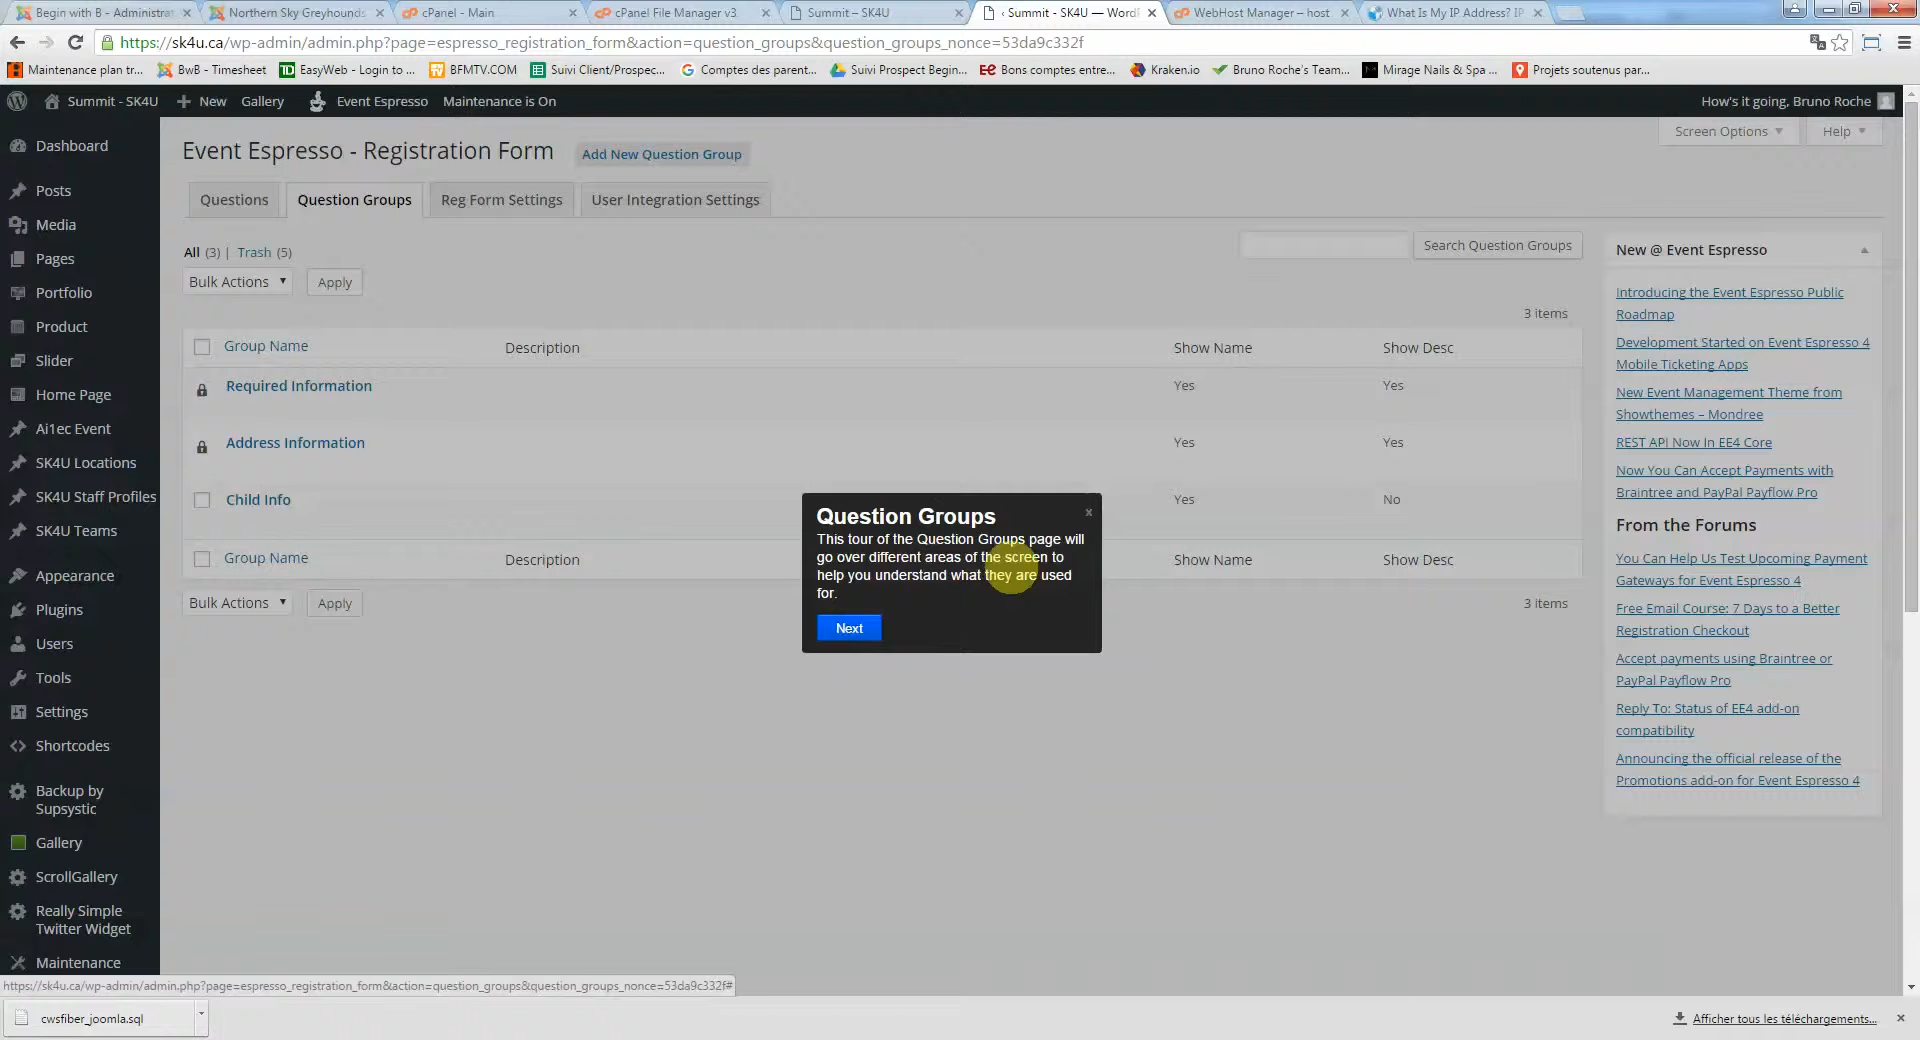 Begin with B - Administra
Northern Sky Greyhounds
cPanel - Main
cPanel File Manager v3
Summit – SK4U
‹ Summit - SK4U — WordP
WebHost Manager – host
What Is My IP Address? IP
https://sk4u.ca/wp-admin/admin.php?page=espresso_registration_form&action=question_groups&question_groups_nonce=53da9c332f
Maintenance plan tr...
BwB - Timesheet
EasyWeb - Login to ...
BFMTV.COM
Suivi Client/Prospec...
Comptes des parent...
Suivi Prospect Begin...
Bons comptes entre...
Kraken.io
Bruno Roche's Team...
Mirage Nails & Spa ...
Projets soutenus par...
Summit - SK4U
New
Gallery
Event Espresso
Maintenance is On
How's it going, Bruno Roche
Screen Options
Help
Dashboard
Posts
Media
Pages
Portfolio
Product
Slider
Home Page
Ai1ec Event
SK4U Locations
SK4U Staff Profiles
SK4U Teams
Appearance
Plugins
Users
Tools
Settings
Shortcodes
Backup by
Supsystic
Gallery
ScrollGallery
Really Simple
Twitter Widget
Maintenance
Event Espresso - Registration Form
Add New Question Group
Questions
Question Groups
Reg Form Settings
User Integration Settings
All (3) | Trash (5)
Search Question Groups
Bulk Actions
Apply
3 items
Group Name Description Show Name Show Desc
Required Information Yes Yes
Address Information Yes Yes
Child Info Yes No
Group Name Description Show Name Show Desc
Bulk Actions
Apply
3 items
Question Groups
x
This tour of the Question Groups page will
go over different areas of the screen to
help you understand what they are used
for.
Next
New @ Event Espresso
Introducing the Event Espresso Public
Roadmap
Development Started on Event Espresso 4
Mobile Ticketing Apps
New Event Management Theme from
Showthemes – Mondree
REST API Now In EE4 Core
Now You Can Accept Payments with
Braintree and PayPal Payflow Pro
From the Forums
You Can Help Us Test Upcoming Payment
Gateways for Event Espresso 4
Free Email Course: 7 Days to a Better
Registration Checkout
Accept payments using Braintree or
PayPal Payflow Pro
Reply To: Status of EE4 add-on
compatibility
Announcing the official release of the
Promotions add-on for Event Espresso 4
https://sk4u.ca/wp-admin/admin.php?page=espresso_registration_form&action=question_groups&question_groups_nonce=53da9c332f#
cwsfiber_joomla.sql
Afficher tous les téléchargements...